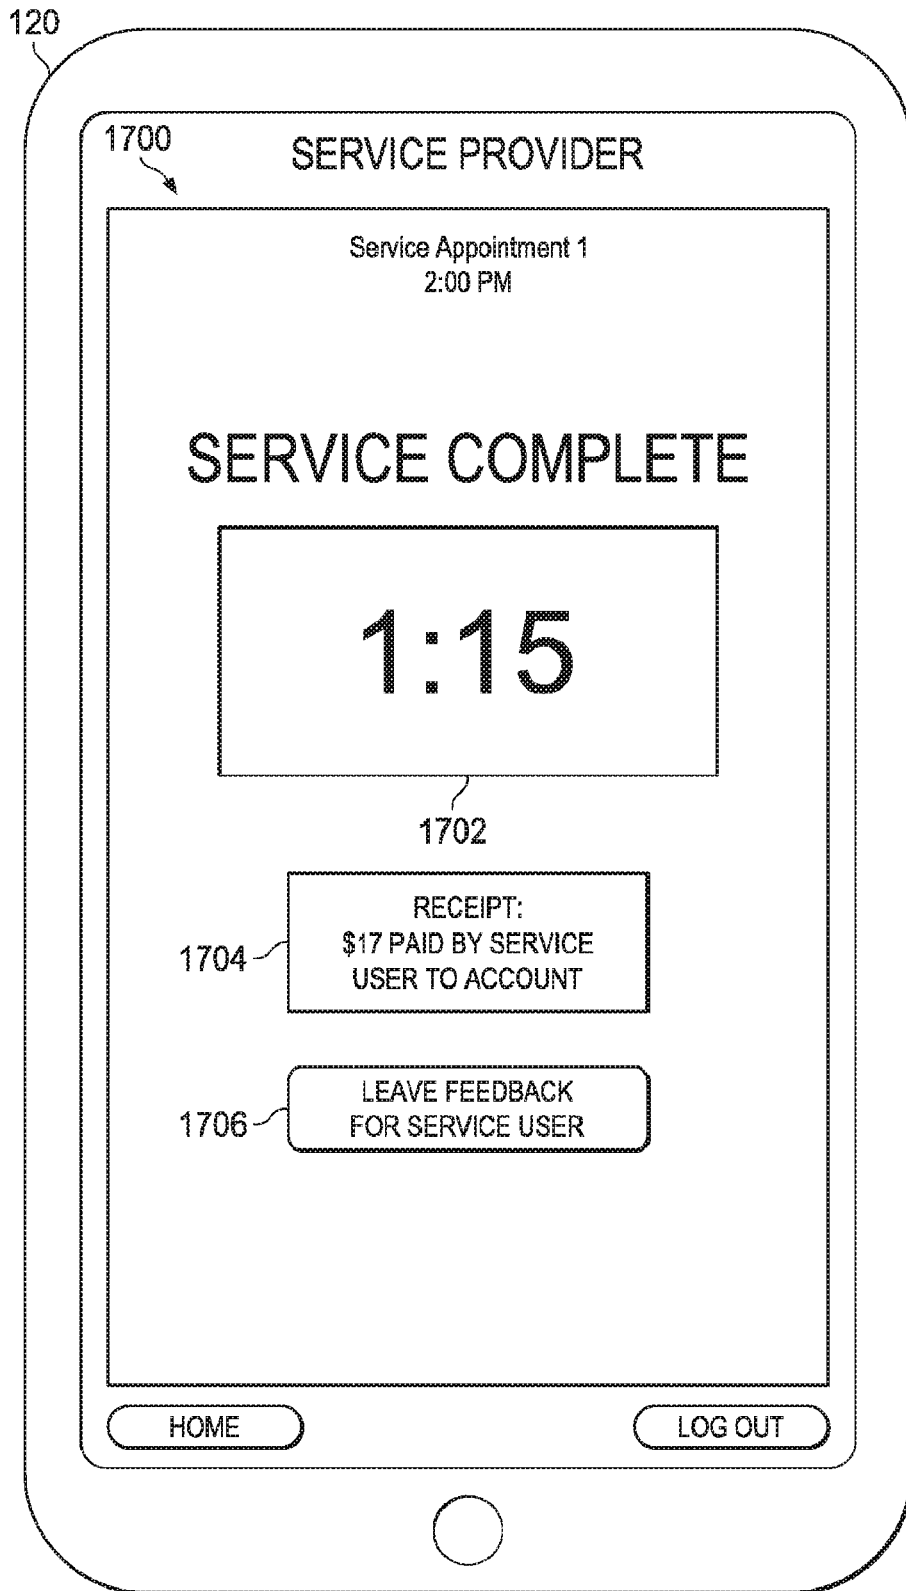 120
1700
SERVICE PROVIDER
Service Appointment 1
2:00 PM
SERVICE COMPLETE
1:15
1702
RECEIPT:
$17 PAID BY SERVICE
USER TO ACCOUNT
1704
LEAVE FEEDBACK
FOR SERVICE USER
1706
HOME
LOG OUT